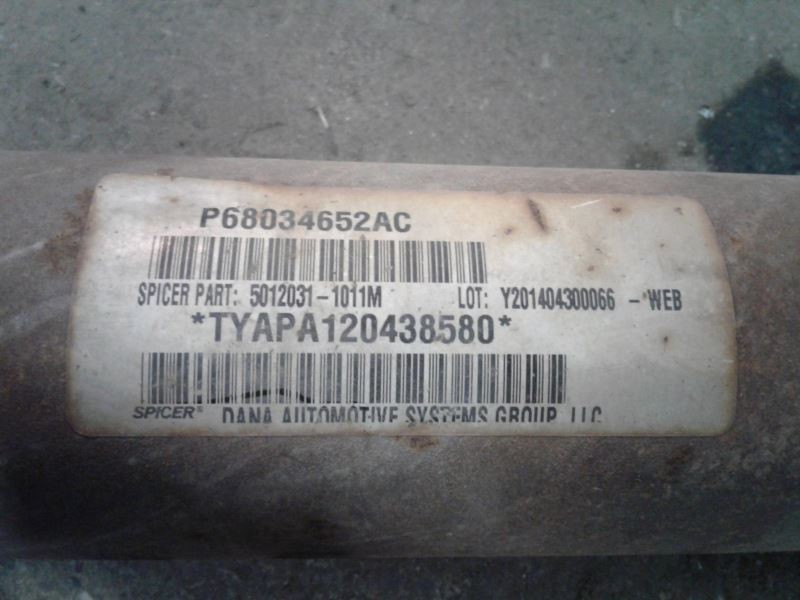 P68034652AC
SPICER PART: 5012031-1011M LOT: Y201404300066 - WEB
*TYAPA120438580*
SPICER® DANA AUTOMOTIVE SYSTEMS GROUP, LLC